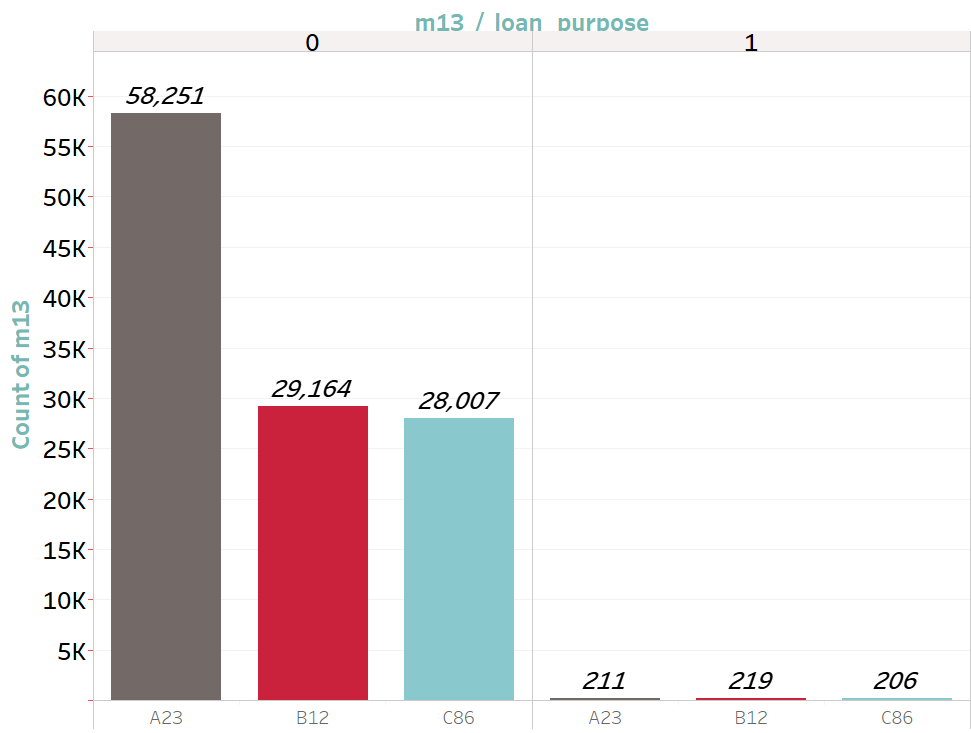 m13 / loan_purpose
0 1
60K
55K
50K
45K
40K
35K
30K
25K
20K
15K
10K
5K
Count of m13
58,251
29,164
28,007
211
219
206
A23 B12 C86 A23 B12 C86